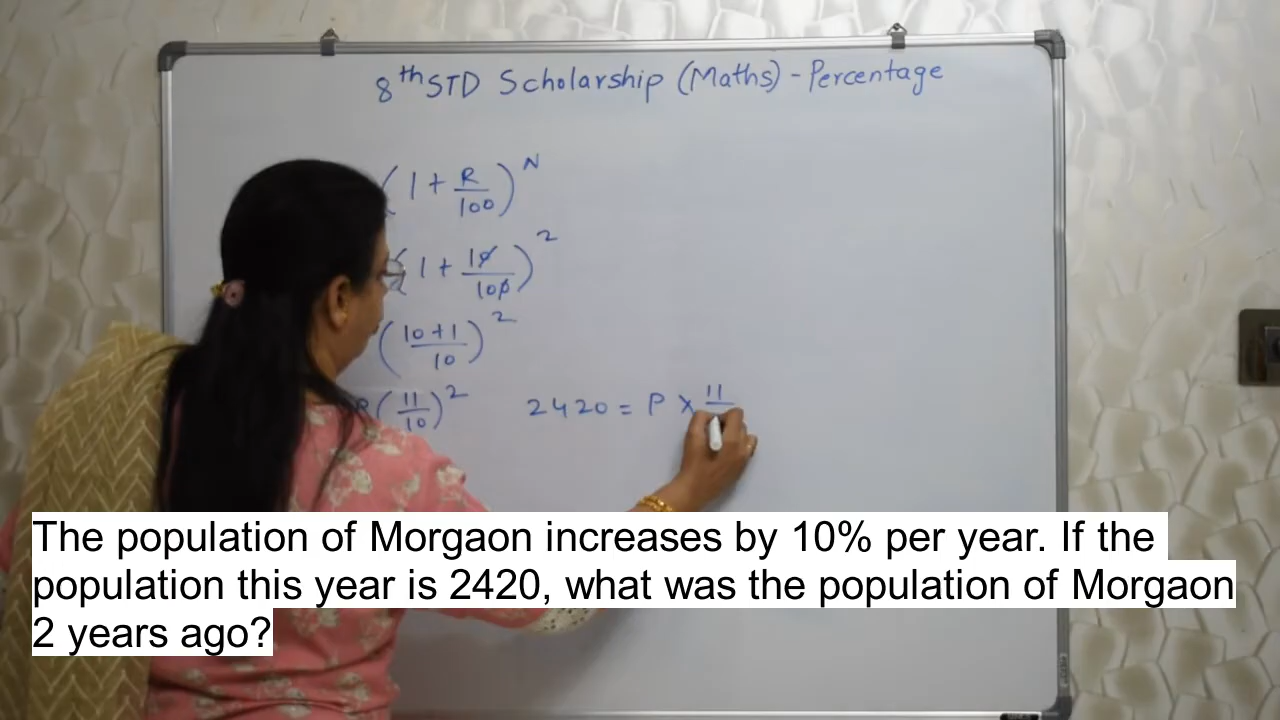 8th STD Scholarship (Maths) - Percentage
(1 + R/100)^N
(1 + 10/100)^2
(10+1/10)^2
P(11/10)^2 2420 = P × 11
The population of Morgaon increases by 10% per year. If the
population this year is 2420, what was the population of Morgaon
2 years ago?